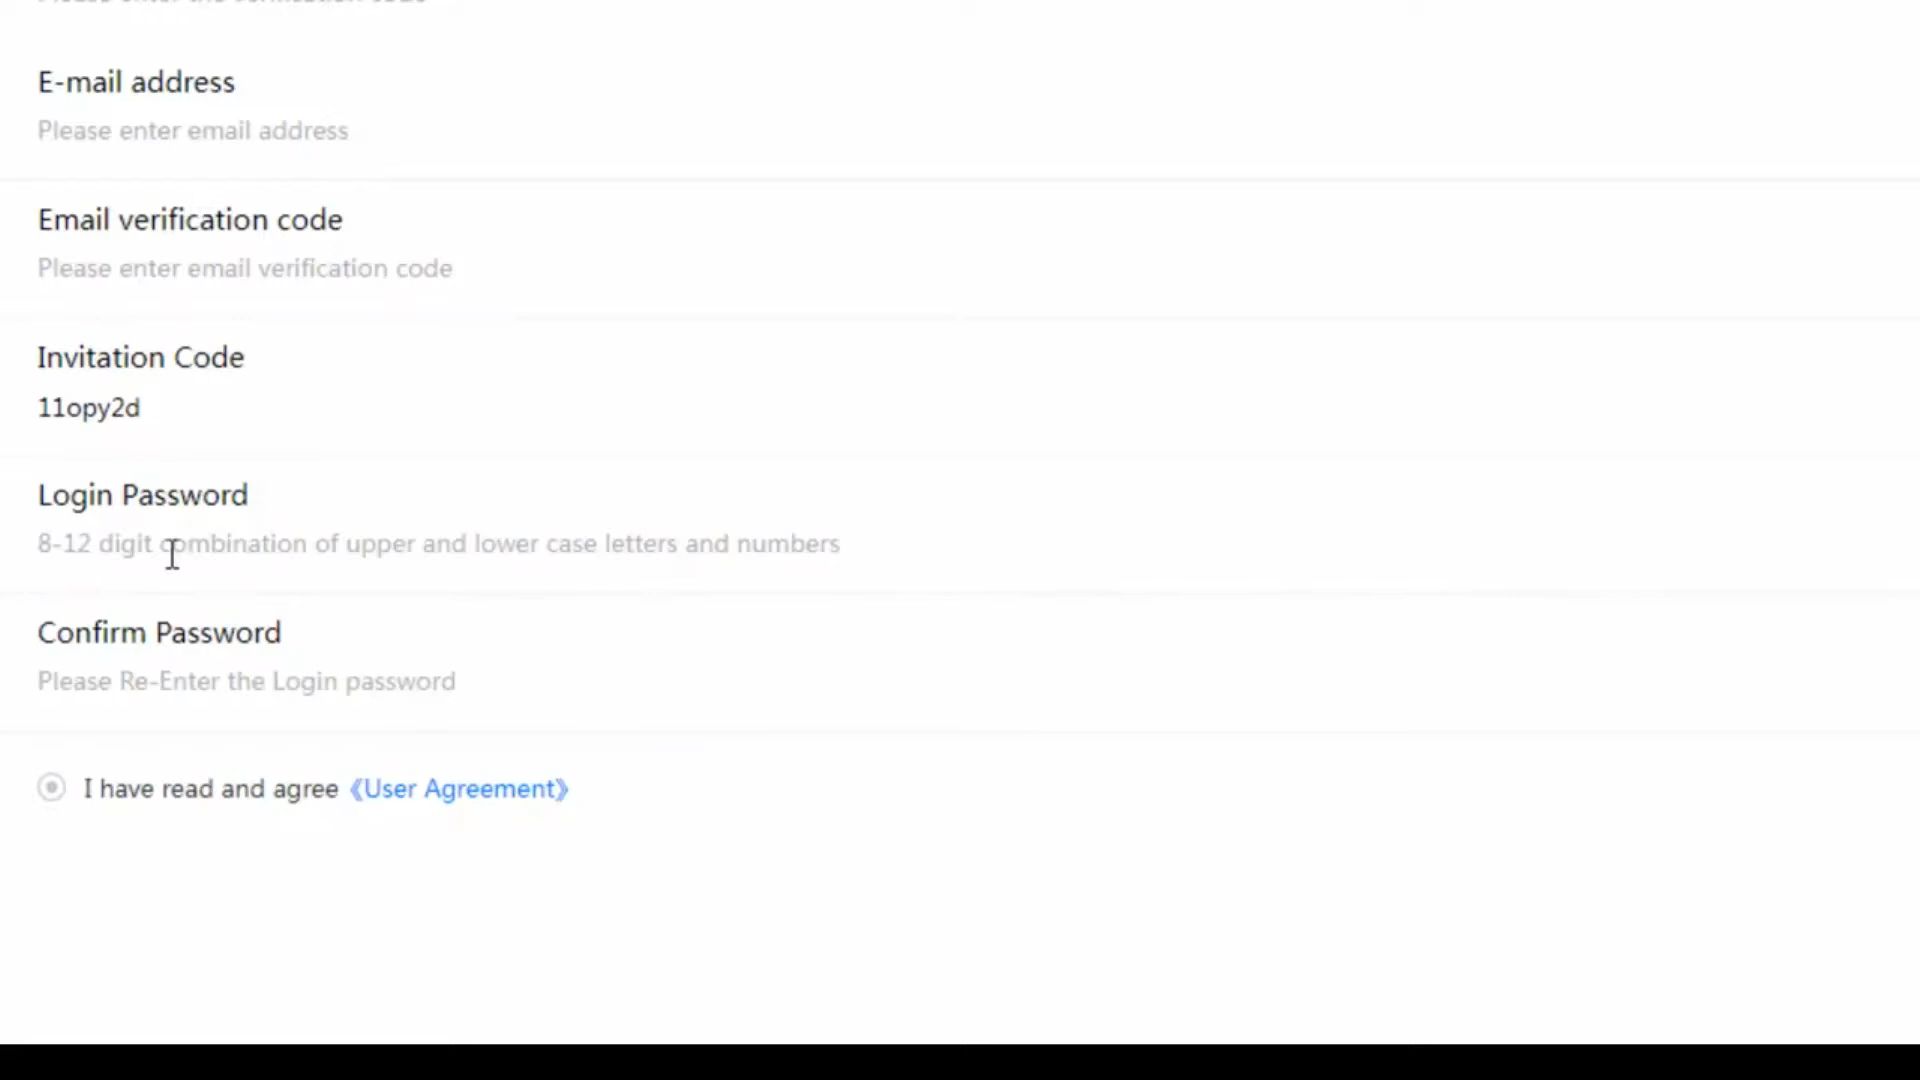 E-mail address
Please enter email address
Email verification code
Please enter email verification code
Invitation Code
11opy2d
Login Password
8-12 digit combination of upper and lower case letters and numbers
Confirm Password
Please Re-Enter the Login password
I have read and agree 《User Agreement》